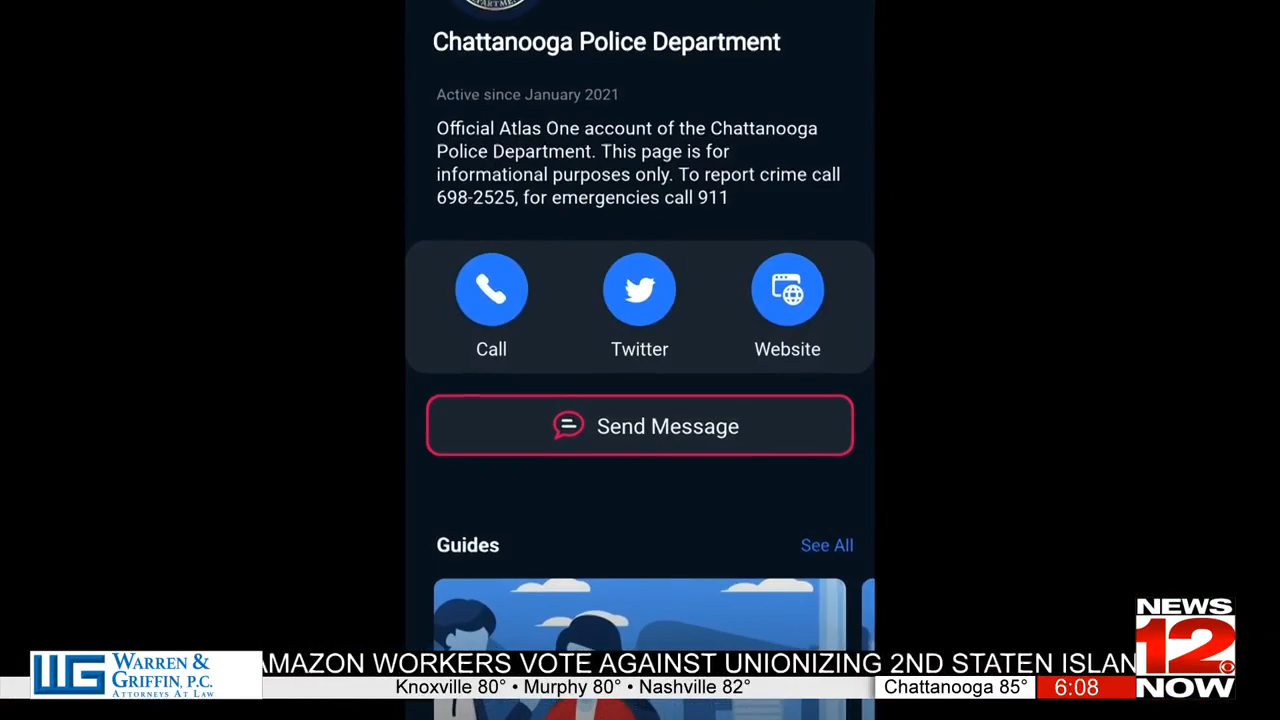 Chattanooga Police Department
Active since January 2021
Official Atlas One account of the Chattanooga
Police Department. This page is for
informational purposes only. To report crime call
698-2525, for emergencies call 911
Call
Twitter
Website
Send Message
Guides
See All
NEWS
12
NOW
WG
WARREN &
GRIFFIN, P.C.
ATTORNEYS AT LAW
AMAZON WORKERS VOTE AGAINST UNIONIZING 2ND STATEN ISLAN
Knoxville 80° • Murphy 80° • Nashville 82°
Chattanooga 85°
6:08